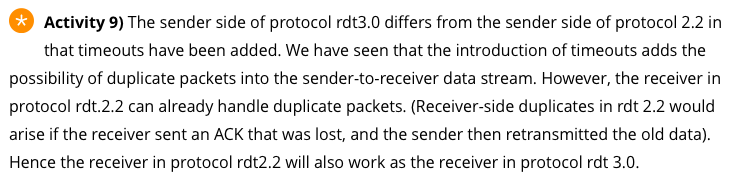 Activity 9) The sender side of protocol rdt3.0 differs from the sender side of protocol 2.2 in
that timeouts have been added. We have seen that the introduction of timeouts adds the
possibility of duplicate packets into the sender-to-receiver data stream. However, the receiver in
protocol rdt.2.2 can already handle duplicate packets. (Receiver-side duplicates in rdt 2.2 would
arise if the receiver sent an ACK that was lost, and the sender then retransmitted the old data).
Hence the receiver in protocol rdt2.2 will also work as the receiver in protocol rdt 3.0.